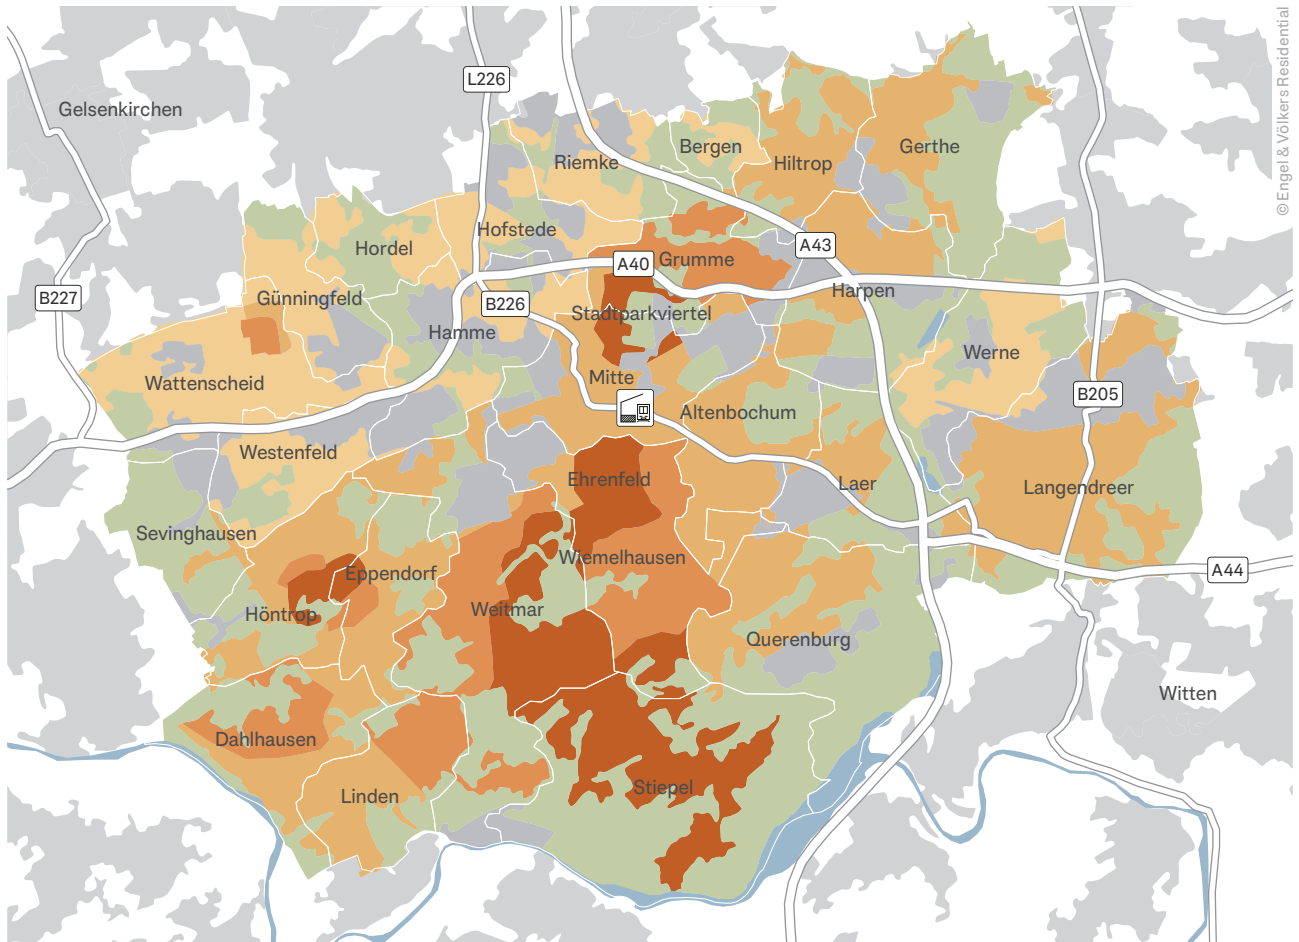 L226
Gelsenkirchen
© Engel & Völkers Residential
Bergen
Gerthe
Riemke
Hiltrop
Hofstede
Hordel
A43
Grumme
A40
Harpen
B227
Günningfeld
B226
Stadtparkviertel
Hamme
Werne
Mitte
Wattenscheid
B205
Altenbochum
Westenfeld
Ehrenfeld
Laer
Langendreer
Sevinghausen
Wiemelhausen
Eppendorf
A44
Weitmar
Höntrop
Querenburg
Witten
Dahlhausen
Stiepel
Linden